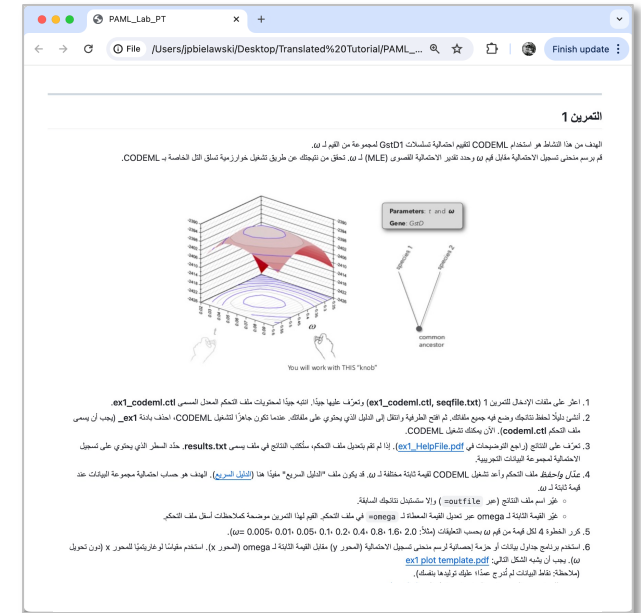 PAML_Lab_PT
File /Users/jpbielawski/Desktop/Translated%20Tutorial/PAML_...
Finish update
التمرين 1
الهدف من هذا النشاط هو استخدام CODEML لتقييم احتمالية تسلسلات GstD1 لمجموعة من القيم لـ ω.
قم برسم منحنى تسجيل الاحتمالية مقابل قيم ω وحدد تقدير الاحتمالية القصوى (MLE) لـ ω. تحقق من نتيجتك عن طريق تشغيل خوارزمية تسلق التل الخاصة بـ CODEML.
Parameters: t and ω
Gene: GstD
species 1
species 2
common
ancestor
t
ω
You will work with THIS "knob"
1. اعثر على ملفات الإدخال للتمرين 1 (ex1_codeml.ctl, seqfile.txt) وتعرّف عليها جيدًا. انتبه جيدًا لمحتويات ملف التحكم المعدل المسمى ex1_codeml.ctl.
2. أنشئ دليلًا لحفظ نتائجك وضع فيه جميع ملفاتك. ثم افتح الطرفية وانتقل إلى الدليل الذي يحتوي على ملفاتك. عندما تكون جاهزًا لتشغيل CODEML، احذف بادئة ex1_ (يجب أن يسمى
ملف التحكم codeml.ctl). الآن يمكنك تشغيل CODEML.
3. تعرّف على النتائج (راجع التوضيحات في ex1_HelpFile.pdf). إذا لم تقم بتعديل ملف التحكم، ستُكتب النتائج في ملف يسمى results.txt. حدّد السطر الذي يحتوي على تسجيل
الاحتمالية لمجموعة البيانات التجريبية.
4. عدّل واحفظ ملف التحكم وأعد تشغيل CODEML لقيمة ثابتة مختلفة لـ ω. قد يكون ملف "الدليل السريع" مفيدًا هنا (الدليل السريع). الهدف هو حساب احتمالية مجموعة البيانات عند
قيمة ثابتة لـ ω.
غيّر اسم ملف النتائج (عبر outfile=) وإلا ستستبدل نتائجك السابقة.
غيّر القيمة الثابتة لـ omega عبر تعديل القيمة المعطاة لـ omega= في ملف التحكم. القيم لهذا التمرين موضحة كملاحظات أسفل ملف التحكم.
5. كرر الخطوة 4 لكل قيمة من قيم ω بحسب التعليقات (مثلاً: ω= 0.005، 0.01، 0.05، 0.1، 0.2، 0.4، 0.8، 1.6، 2.0).
6. استخدم برنامج جداول بيانات أو حزمة إحصائية لرسم منحنى تسجيل الاحتمالية (المحور y) مقابل القيمة الثابتة لـ omega (المحور x). استخدم مقياسًا لوغاريتميًا للمحور x (دون تحويل
ω). يجب أن يشبه الشكل التالي: ex1 plot template.pdf
(ملاحظة: نقاط البيانات لم تُدرج عمدًا؛ عليك توليدها بنفسك).